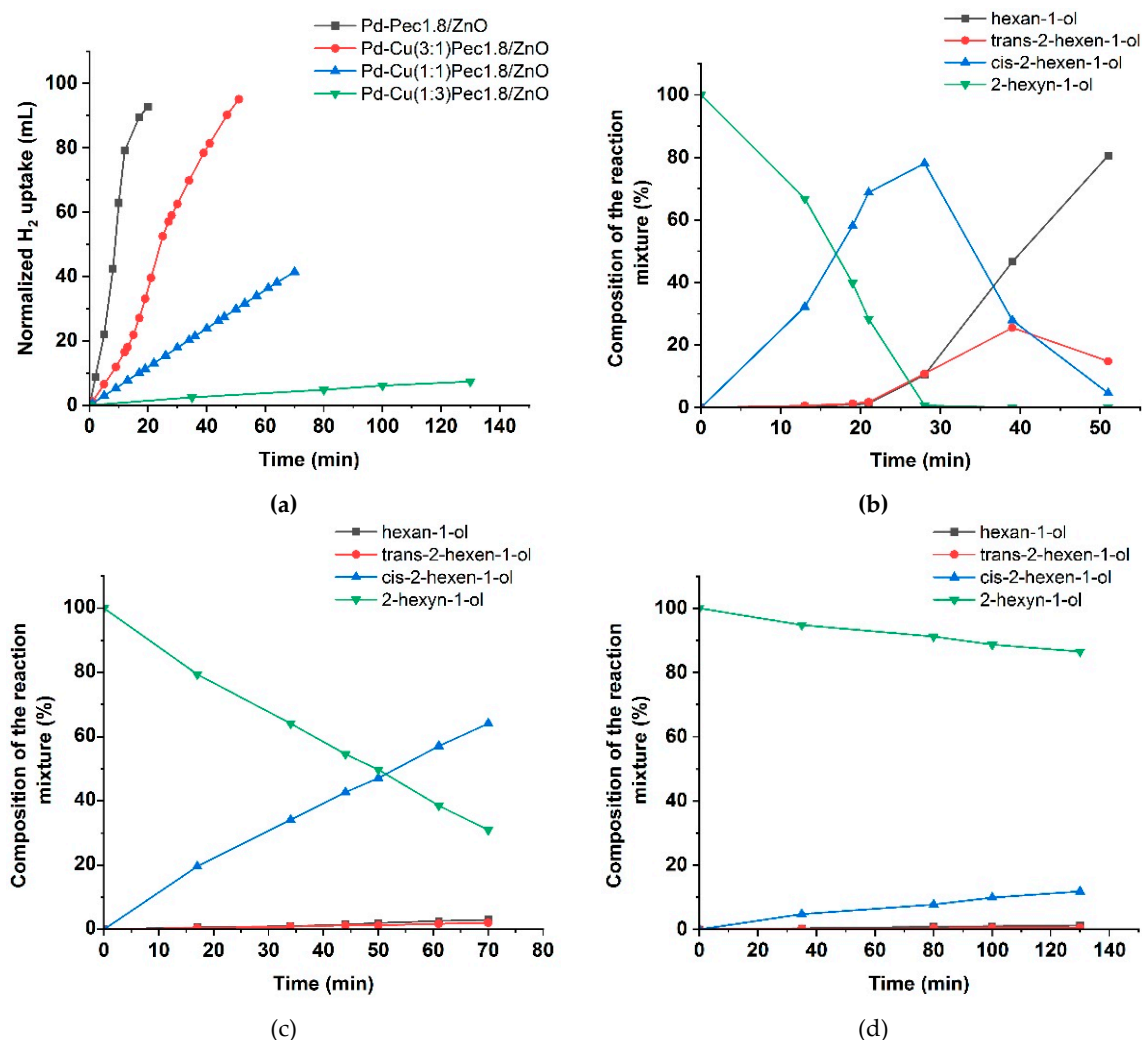 Pd-Pec1.8/ZnO
Pd-Cu(3:1)Pec1.8/ZnO
Pd-Cu(1:1)Pec1.8/ZnO
Pd-Cu(1:3)Pec1.8/ZnO
Normalized H₂ uptake (mL)
100
80
60
40
20
0
0 20 40 60 80 100 120 140
Time (min)
(a)
hexan-1-ol
trans-2-hexen-1-ol
cis-2-hexen-1-ol
2-hexyn-1-ol
Composition of the reaction
mixture (%)
100
80
60
40
20
0
0 10 20 30 40 50
Time (min)
(b)
hexan-1-ol
trans-2-hexen-1-ol
cis-2-hexen-1-ol
2-hexyn-1-ol
Composition of the reaction
mixture (%)
100
80
60
40
20
0
0 10 20 30 40 50 60 70 80
Time (min)
(c)
hexan-1-ol
trans-2-hexen-1-ol
cis-2-hexen-1-ol
2-hexyn-1-ol
Composition of the reaction
mixture (%)
100
80
60
40
20
0
0 20 40 60 80 100 120 140
Time (min)
(d)